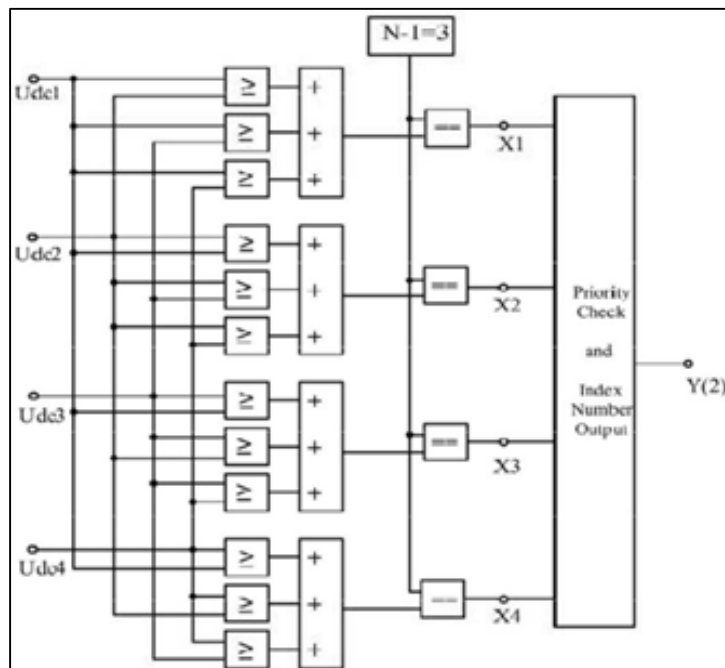 N-1=3
Udc1
≥
+
≥
+
≥
+
==
X1
Udc2
≥
+
≥
+
≥
+
==
X2
Udc3
≥
+
≥
+
≥
+
==
X3
Udc4
≥
+
≥
+
≥
+
==
X4
Priority
Check
and
Index
Number
Output
Y(2)